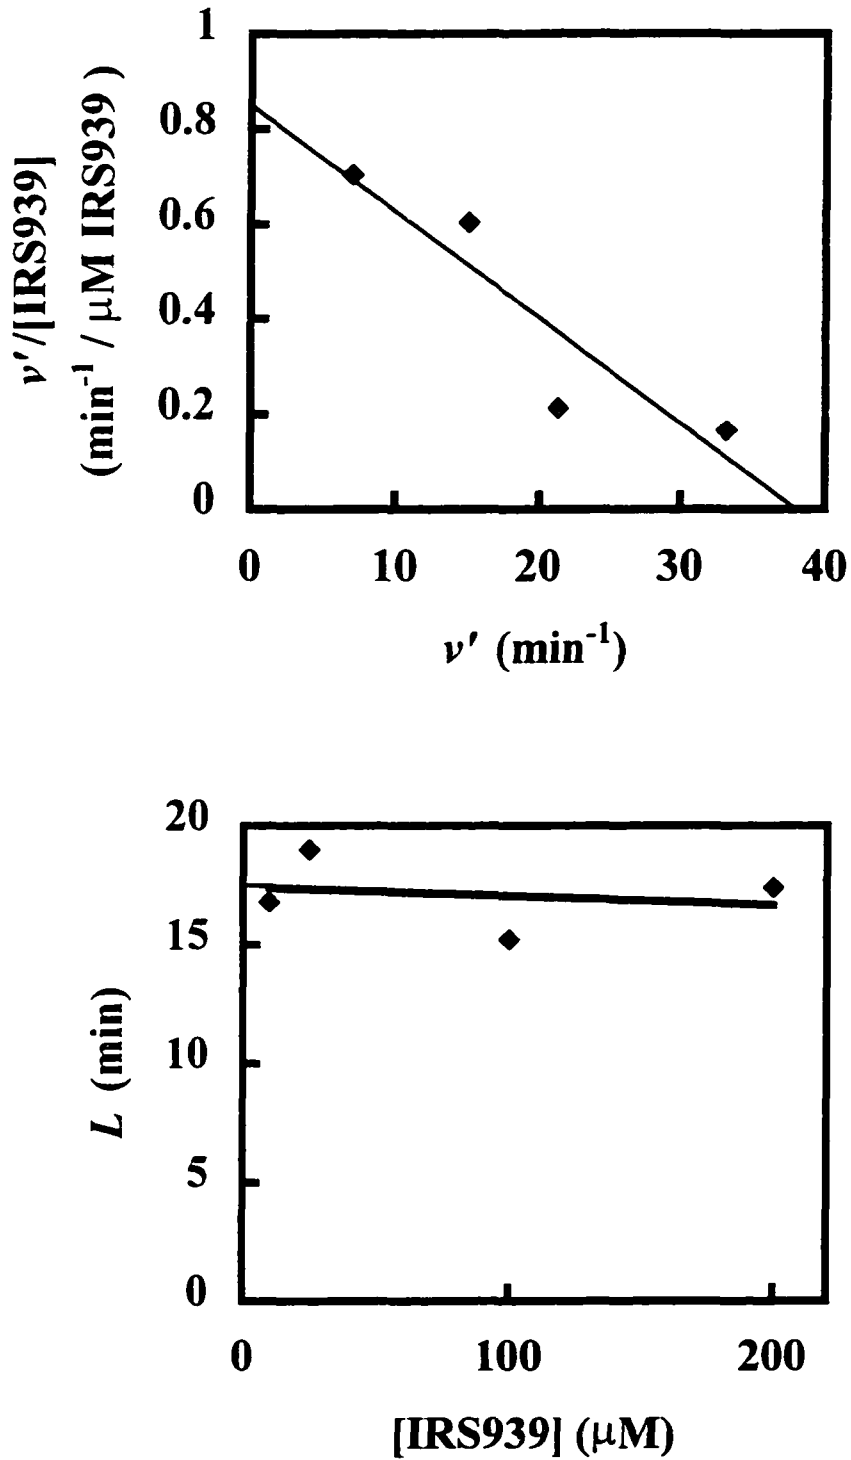 v'/[IRS939]
(min⁻¹ / μM IRS939 )
1
0.8
0.6
0.4
0.2
0
0 10 20 30 40
v' (min⁻¹)
L (min)
20
15
10
5
0
0 100 200
[IRS939] (μM)